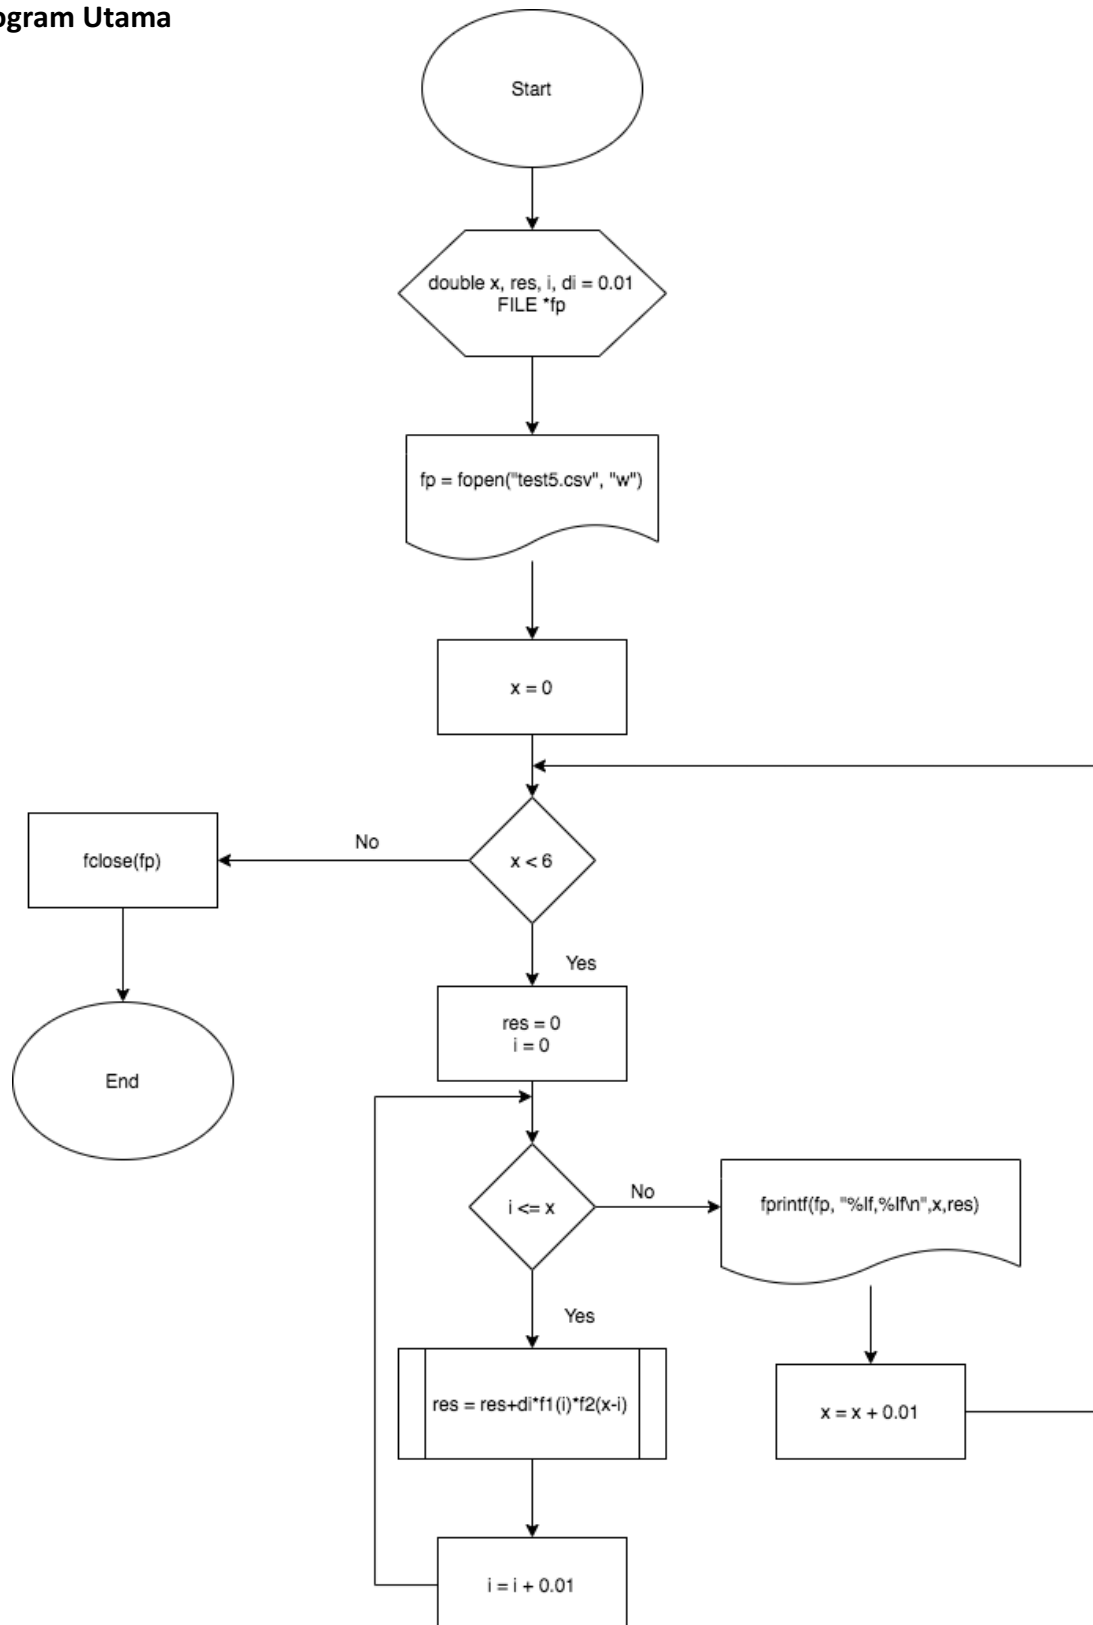 ogram Utama
Start
double x, res, i, di = 0.01
FILE *fp
fp = fopen("test5.csv", "w")
x = 0
x < 6
No
fclose(fp)
Yes
res = 0
i = 0
End
i <= x
No
fprintf(fp, "%lf,%lf\n",x,res)
Yes
res = res+di*f1(i)*f2(x-i)
x = x + 0.01
i = i + 0.01